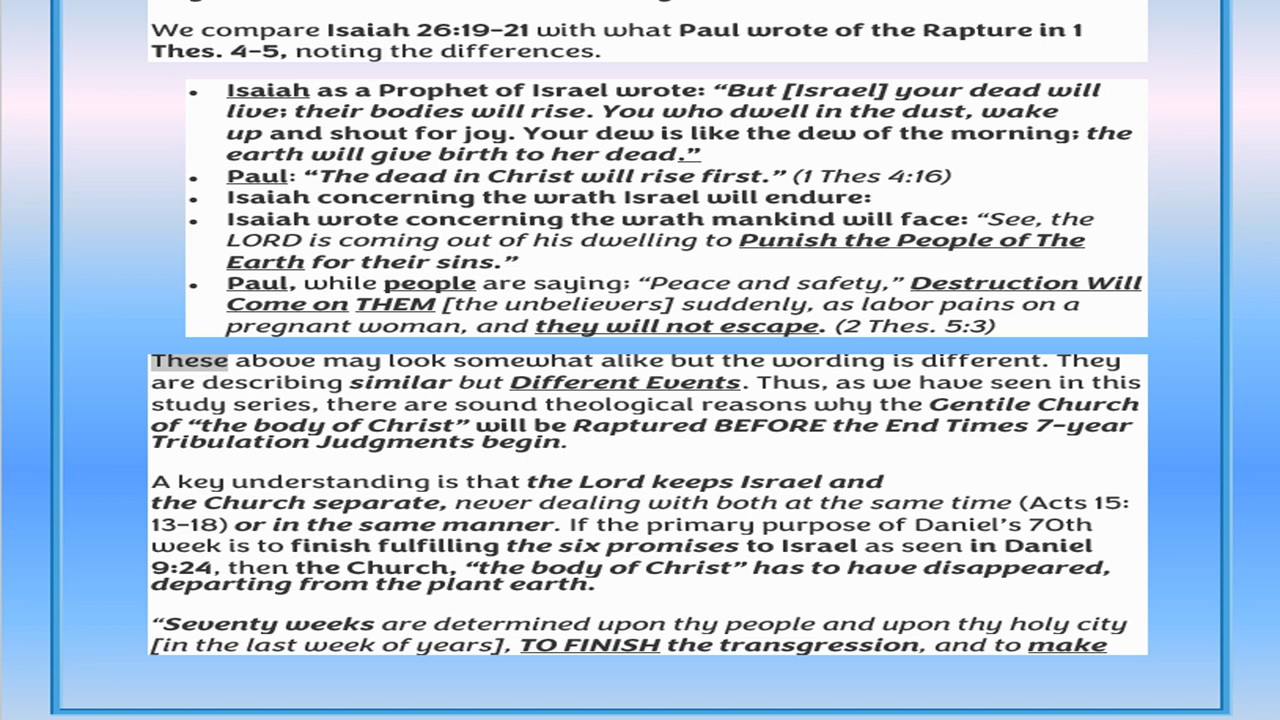 We compare Isaiah 26:19–21 with what Paul wrote of the Rapture in 1
Thes. 4–5, noting the differences.
• Isaiah as a Prophet of Israel wrote: “But [Israel] your dead will
live; their bodies will rise. You who dwell in the dust, wake
up and shout for joy. Your dew is like the dew of the morning; the
earth will give birth to her dead.”
• Paul: “The dead in Christ will rise first.” (1 Thes 4:16)
• Isaiah concerning the wrath Israel will endure:
• Isaiah wrote concerning the wrath mankind will face: “See, the
LORD is coming out of his dwelling to Punish the People of The
Earth for their sins.”
• Paul, while people are saying; “Peace and safety,” Destruction Will
Come on THEM [the unbelievers] suddenly, as labor pains on a
pregnant woman, and they will not escape. (2 Thes. 5:3)
These above may look somewhat alike but the wording is different. They
are describing similar but Different Events. Thus, as we have seen in this
study series, there are sound theological reasons why the Gentile Church
of “the body of Christ” will be Raptured BEFORE the End Times 7–year
Tribulation Judgments begin.
A key understanding is that the Lord keeps Israel and
the Church separate, never dealing with both at the same time (Acts 15:
13–18) or in the same manner. If the primary purpose of Daniel’s 70th
week is to finish fulfilling the six promises to Israel as seen in Daniel
9:24, then the Church, “the body of Christ” has to have disappeared,
departing from the plant earth.
“Seventy weeks are determined upon thy people and upon thy holy city
[in the last week of years], TO FINISH the transgression, and to make